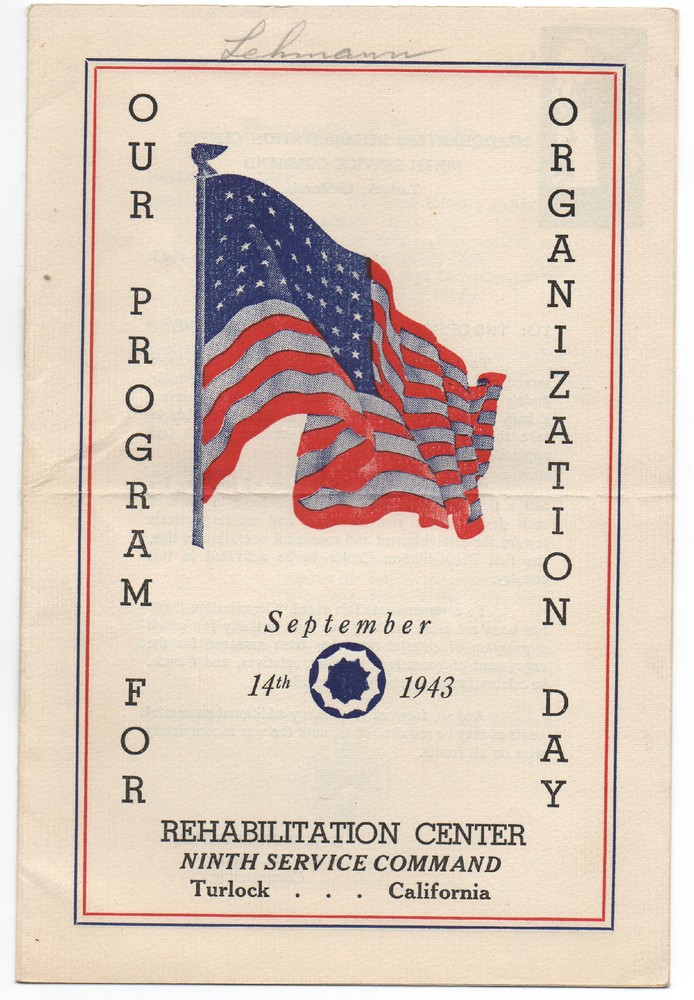 Lehmann
OUR PROGRAM FOR
ORGANIZATION DAY
September
14th 1943
REHABILITATION CENTER
NINTH SERVICE COMMAND
Turlock . . . California